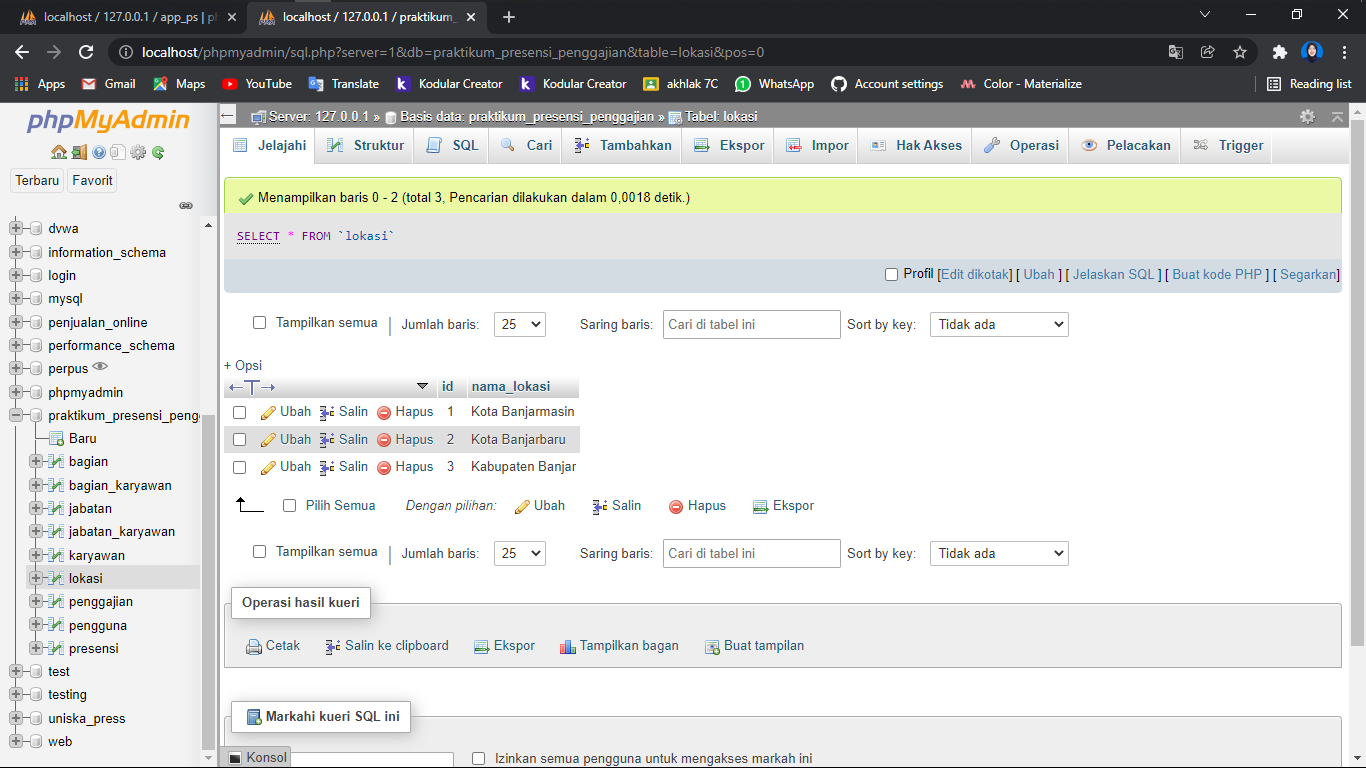 localhost / 127.0.0.1 / app_ps | ph
localhost / 127.0.0.1 / praktikum_
localhost/phpmyadmin/sql.php?server=1&db=praktikum_presensi_penggajian&table=lokasi&pos=0
Apps Gmail Maps YouTube Translate Kodular Creator Kodular Creator akhlak 7C WhatsApp Account settings Color - Materialize Reading list
phpMyAdmin
Terbaru Favorit
dvwa
information_schema
login
mysql
penjualan_online
performance_schema
perpus
phpmyadmin
praktikum_presensi_peng
Baru
bagian
bagian_karyawan
jabatan
jabatan_karyawan
karyawan
lokasi
penggajian
pengguna
presensi
test
testing
uniska_press
web
Server: 127.0.0.1 » Basis data: praktikum_presensi_penggajian » Tabel: lokasi
Jelajahi Struktur SQL Cari Tambahkan Ekspor Impor Hak Akses Operasi Pelacakan Trigger
Menampilkan baris 0 - 2 (total 3, Pencarian dilakukan dalam 0,0018 detik.)
SELECT * FROM `lokasi`
Profil [Edit dikotak] [ Ubah ] [ Jelaskan SQL ] [ Buat kode PHP ] [ Segarkan]
Tampilkan semua | Jumlah baris: 25 Saring baris: Cari di tabel ini Sort by key: Tidak ada
+ Opsi
←T→ id nama_lokasi
Ubah Salin Hapus 1 Kota Banjarmasin
Ubah Salin Hapus 2 Kota Banjarbaru
Ubah Salin Hapus 3 Kabupaten Banjar
Pilih Semua Dengan pilihan: Ubah Salin Hapus Ekspor
Tampilkan semua | Jumlah baris: 25 Saring baris: Cari di tabel ini Sort by key: Tidak ada
Operasi hasil kueri
Cetak Salin ke clipboard Ekspor Tampilkan bagan Buat tampilan
Markahi kueri SQL ini
Konsol
Izinkan semua pengguna untuk mengakses markah ini